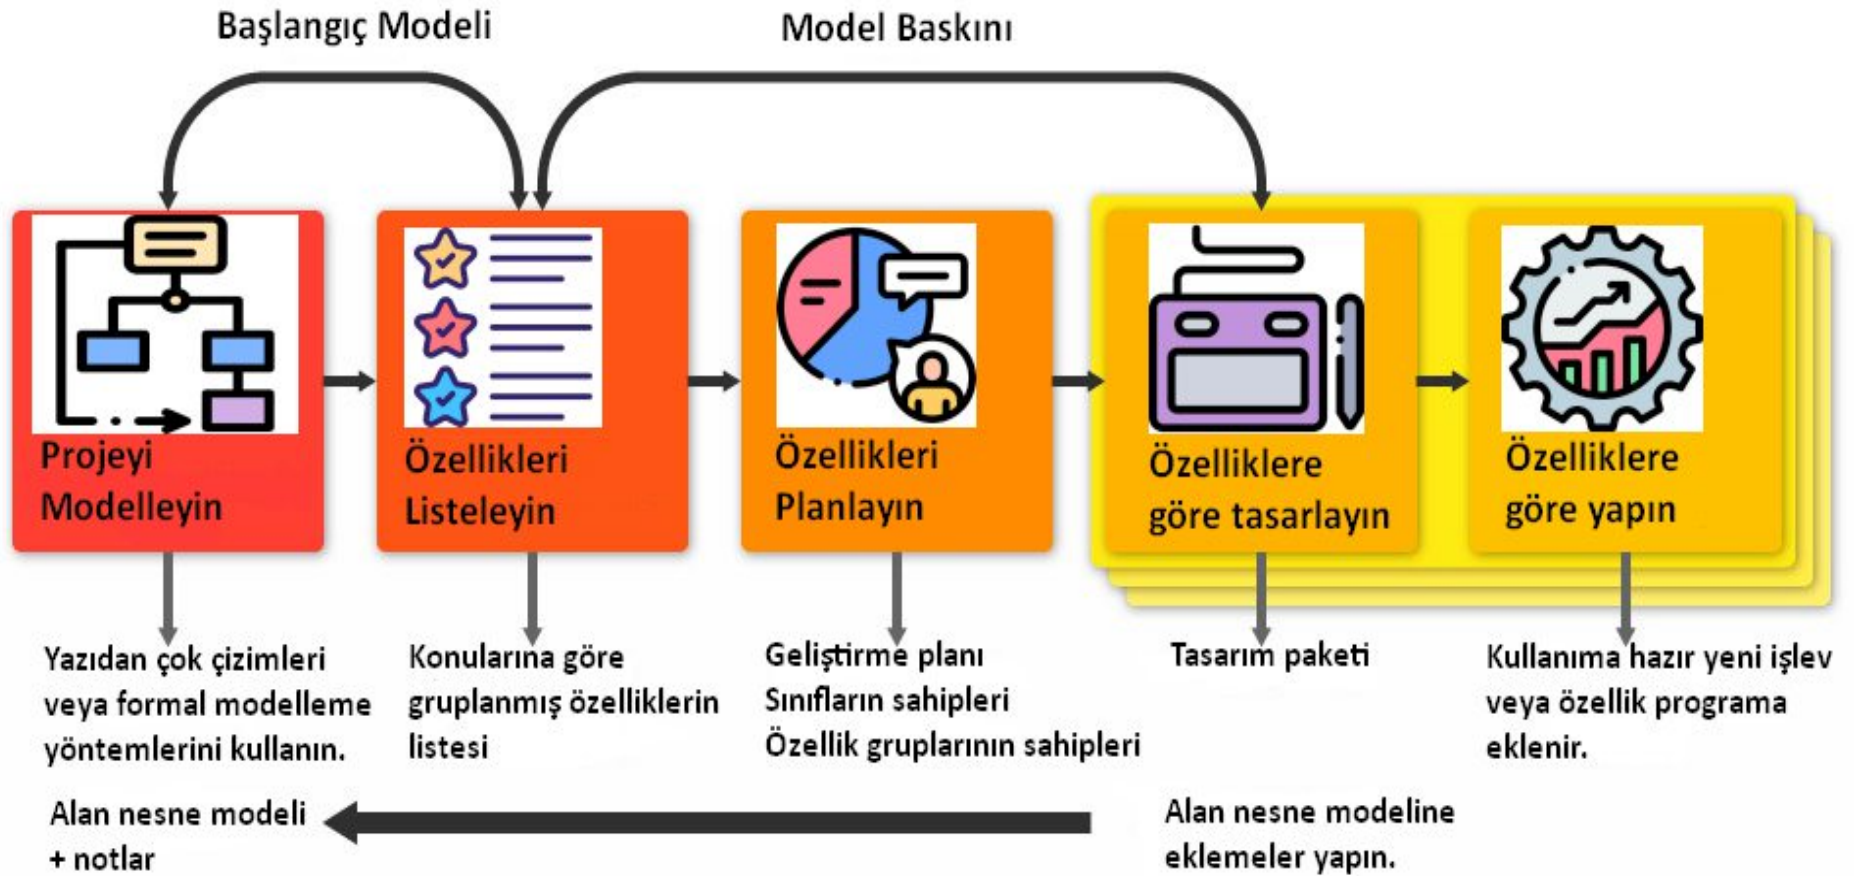 Başlangıç Modeli
Model Baskını
Projeyi
Modelleyin
Özellikleri
Listeleyin
Özellikleri
Planlayın
Özelliklere
göre tasarlayın
Özelliklere
göre yapın
Yazıdan çok çizimleri
veya formal modelleme
yöntemlerini kullanın.
Konularına göre
gruplanmış özelliklerin
listesi
Geliştirme planı
Sınıfların sahipleri
Özellik gruplarının sahipleri
Tasarım paketi
Kullanıma hazır yeni işlev
veya özellik programa
eklenir.
Alan nesne modeli
+ notlar
Alan nesne modeline
eklemeler yapın.